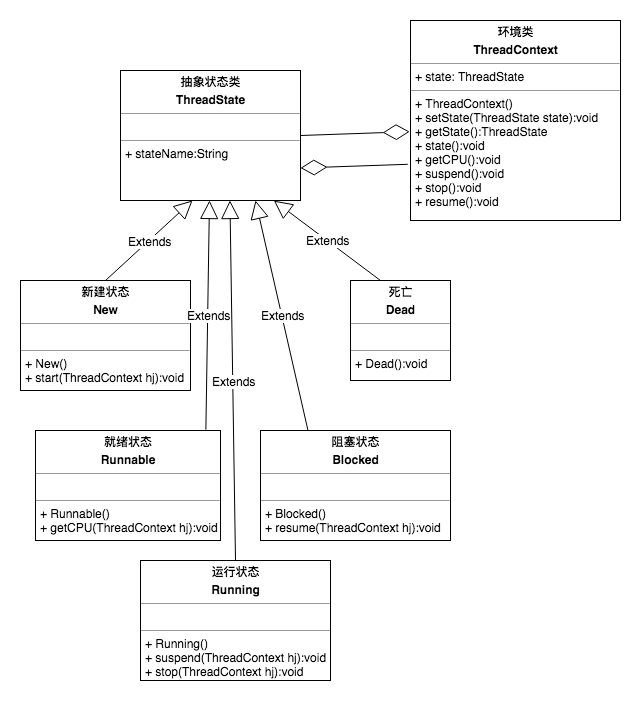 环境类
ThreadContext
+ state: ThreadState
+ ThreadContext()
+ setState(ThreadState state):void
+ getState():ThreadState
+ state():void
+ getCPU():void
+ suspend():void
+ stop():void
+ resume():void
抽象状态类
ThreadState
+ stateName:String
Extends
Extends
Extends
Extends
Extends
新建状态
New
+ New()
+ start(ThreadContext hj):void
死亡
Dead
+ Dead():void
就绪状态
Runnable
+ Runnable()
+ getCPU(ThreadContext hj):void
阻塞状态
Blocked
+ Blocked()
+ resume(ThreadContext hj):void
运行状态
Running
+ Running()
+ suspend(ThreadContext hj):void
+ stop(ThreadContext hj):void